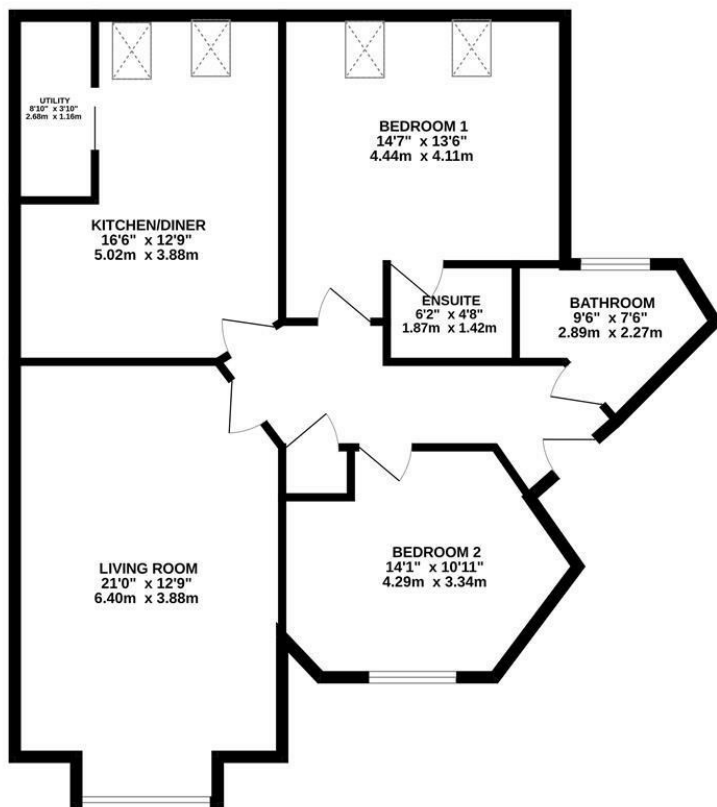 UTILITY
8'10" x 3'10"
2.68m x 1.16m
KITCHEN/DINER
16'6" x 12'9"
5.02m x 3.88m
BEDROOM 1
14'7" x 13'6"
4.44m x 4.11m
ENSUITE
6'2" x 4'8"
1.87m x 1.42m
BATHROOM
9'6" x 7'6"
2.89m x 2.27m
LIVING ROOM
21'0" x 12'9"
6.40m x 3.88m
BEDROOM 2
14'1" x 10'11"
4.29m x 3.34m